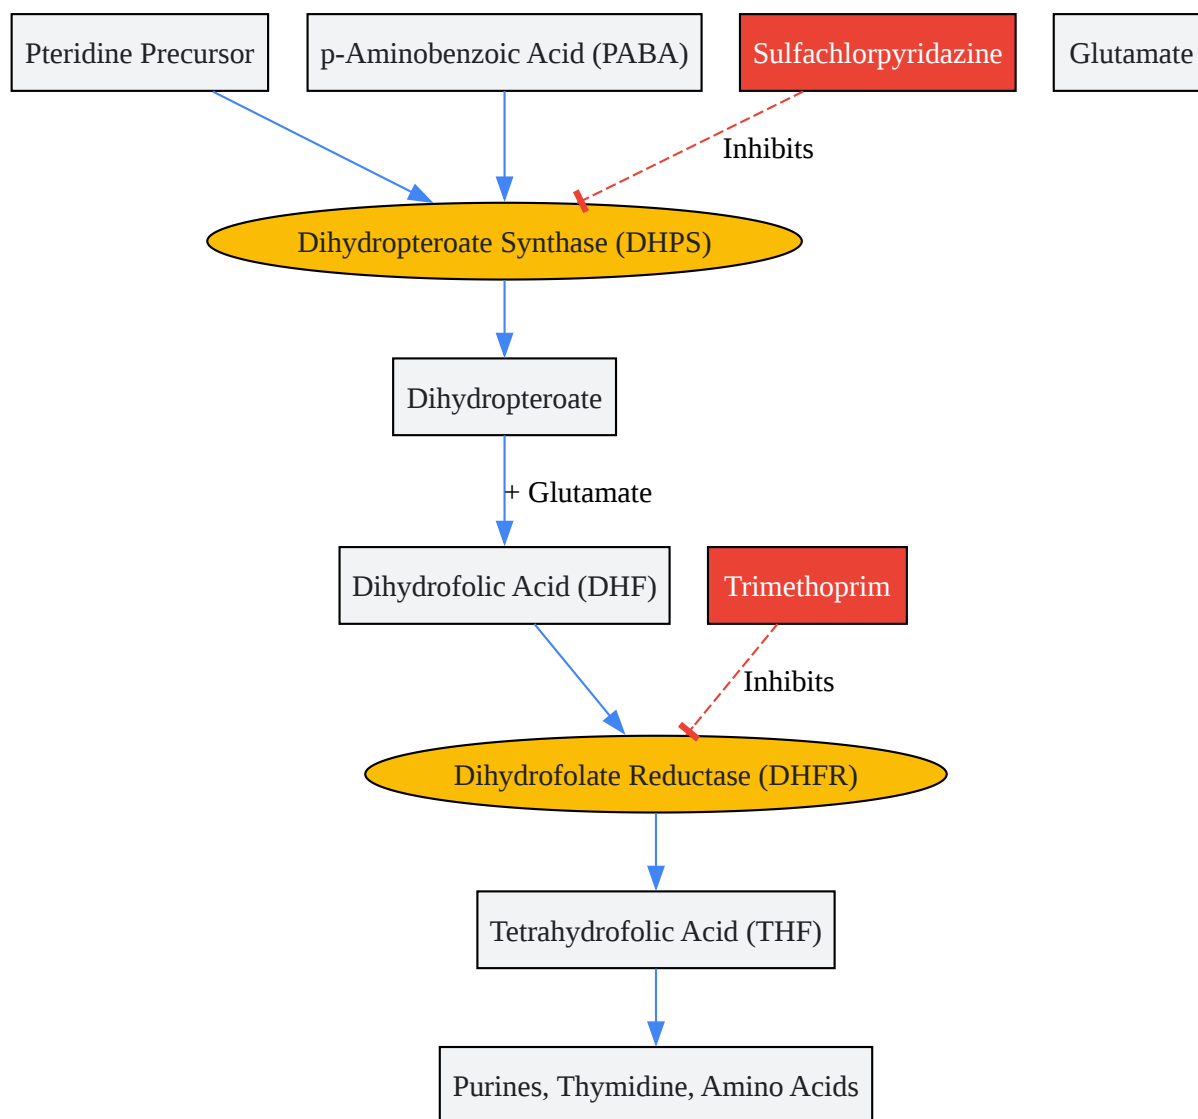 Pteridine Precursor
p-Aminobenzoic Acid (PABA)
Sulfachlorpyridazine
Glutamate
Inhibits
Dihydropteroate Synthase (DHPS)
Dihydropteroate
+ Glutamate
Dihydrofolic Acid (DHF)
Trimethoprim
Inhibits
Dihydrofolate Reductase (DHFR)
Tetrahydrofolic Acid (THF)
Purines, Thymidine, Amino Acids